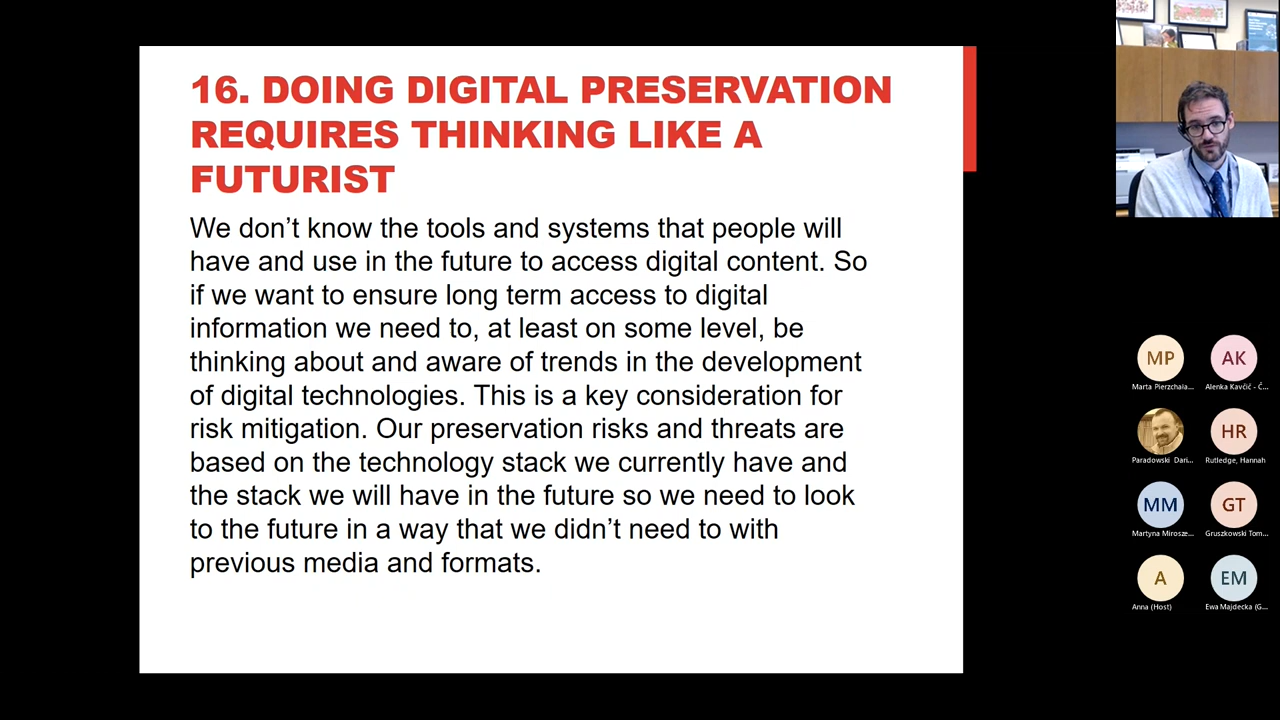 16. DOING DIGITAL PRESERVATION
REQUIRES THINKING LIKE A
FUTURIST
We don’t know the tools and systems that people will
have and use in the future to access digital content. So
if we want to ensure long term access to digital
information we need to, at least on some level, be
thinking about and aware of trends in the development
of digital technologies. This is a key consideration for
risk mitigation. Our preservation risks and threats are
based on the technology stack we currently have and
the stack we will have in the future so we need to look
to the future in a way that we didn’t need to with
previous media and formats.
MP
AK
Marta Pierzchala...
Alenka Kavčič - Č...
HR
Paradowski Dari...
Rutledge, Hannah
MM
GT
Martyna Mirosze...
Gruszkowski Tom...
A
EM
Anna (Host)
Ewa Majdecka (G...